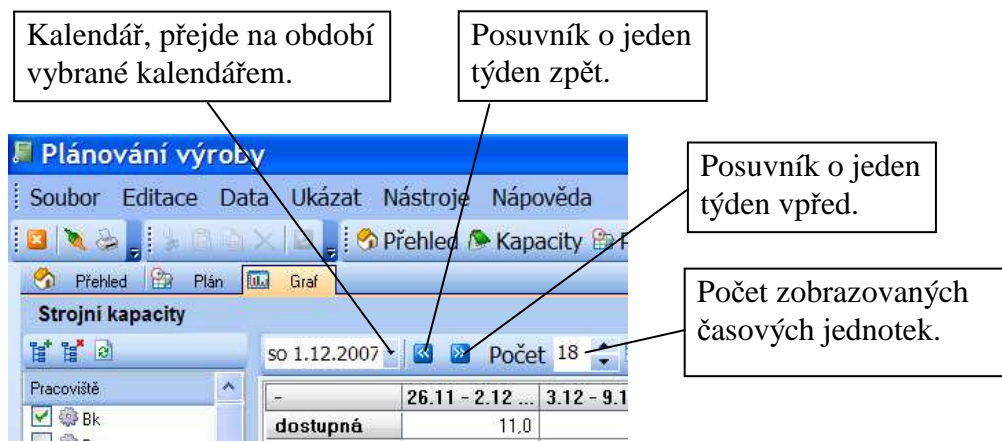 Kalendář, přejde na období
vybrané kalendářem.
Posuvník o jeden
týden zpět.
Plánování výroby
Posuvník o jeden
týden vpřed.
Soubor Editace Data Ukázat Nástroje Nápověda
Přehled Kapacity
Přehled Plán Graf
Počet zobrazovaných
časových jednotek.
Strojní kapacity
so 1.12.2007 Počet 18
Pracoviště
- 26.11 - 2.12 ... 3.12 - 9.1
Bk
dostupná 11,0